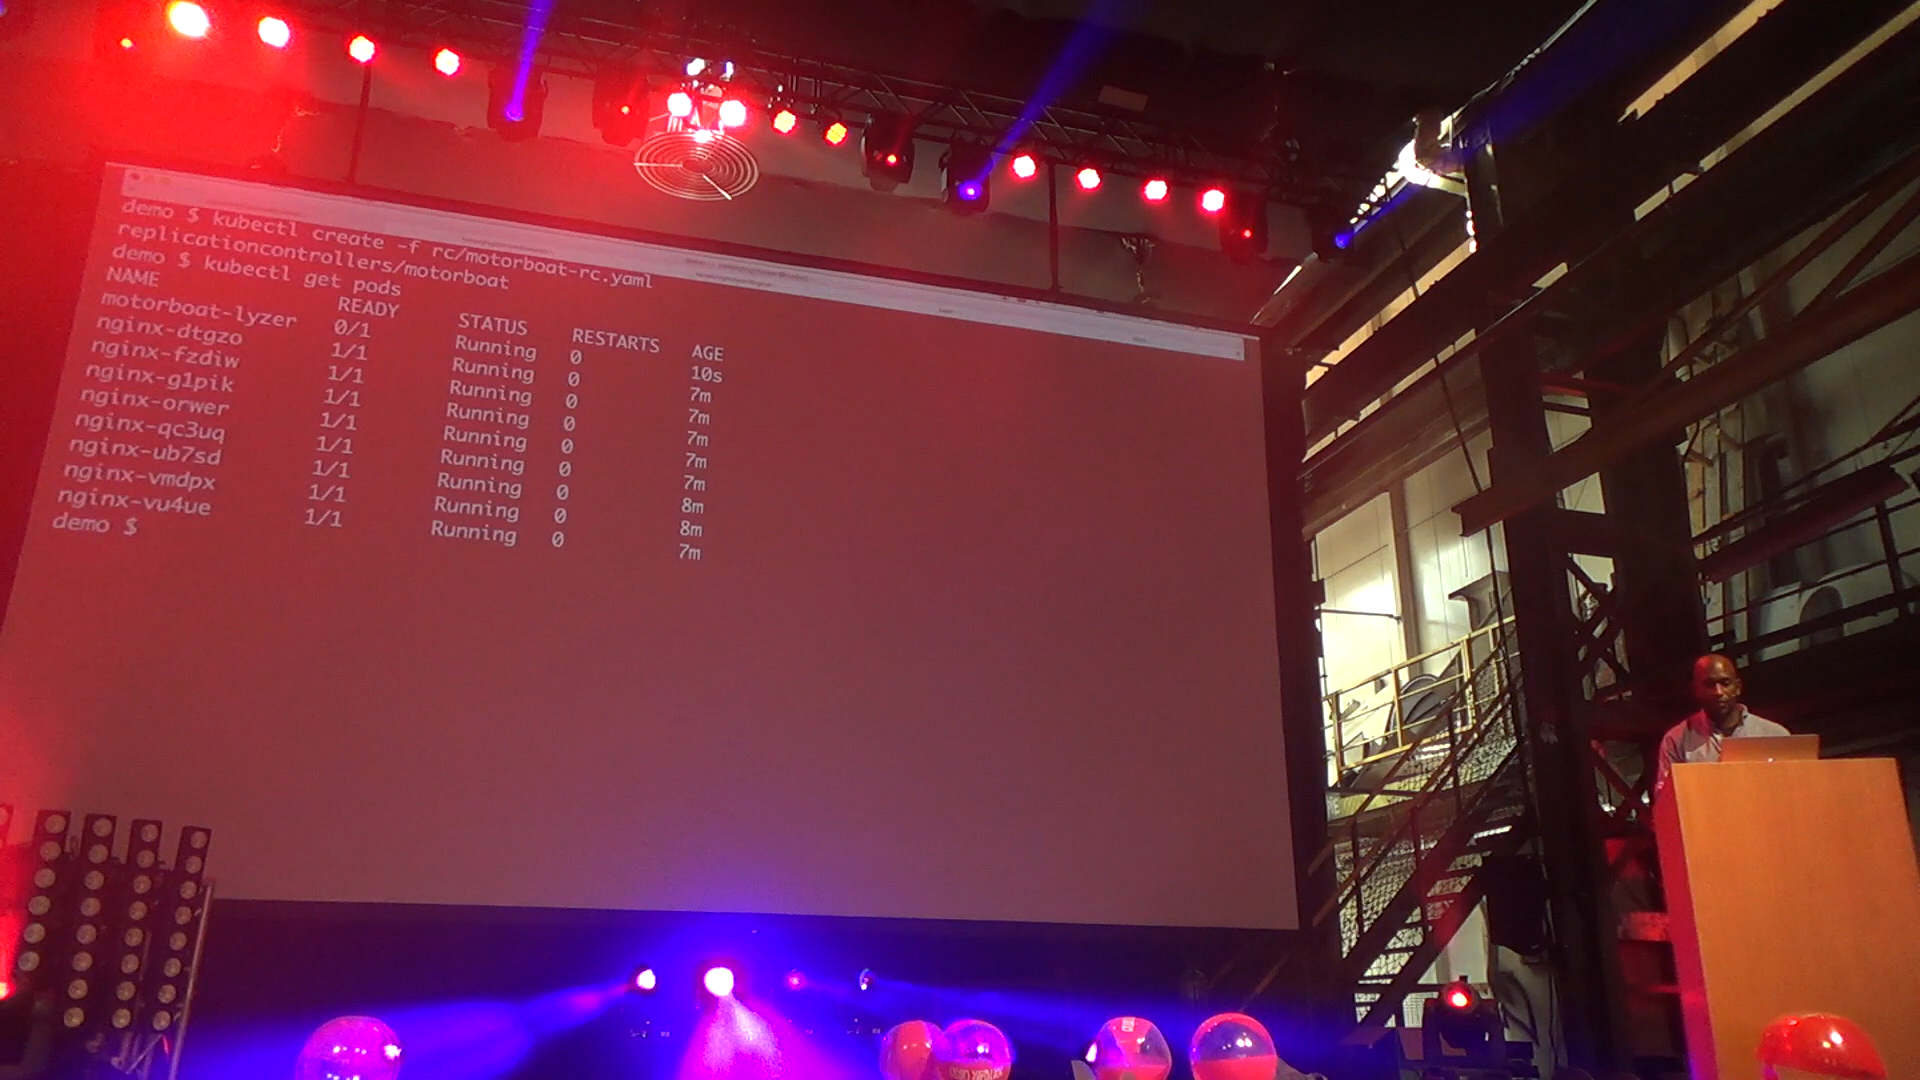 demo $ kubectl create -f rc/motorboat-rc.yaml
replicationcontrollers/motorboat
demo $ kubectl get pods
NAME READY STATUS RESTARTS AGE
motorboat-lyzer 0/1 Running 0 10s
nginx-dtgzo 1/1 Running 0 7m
nginx-fzdiw 1/1 Running 0 7m
nginx-g1pik 1/1 Running 0 7m
nginx-orwer 1/1 Running 0 7m
nginx-qc3uq 1/1 Running 0 7m
nginx-ub7sd 1/1 Running 0 8m
nginx-vmdpx 1/1 Running 0 8m
nginx-vu4ue 1/1 Running 0 7m
demo $